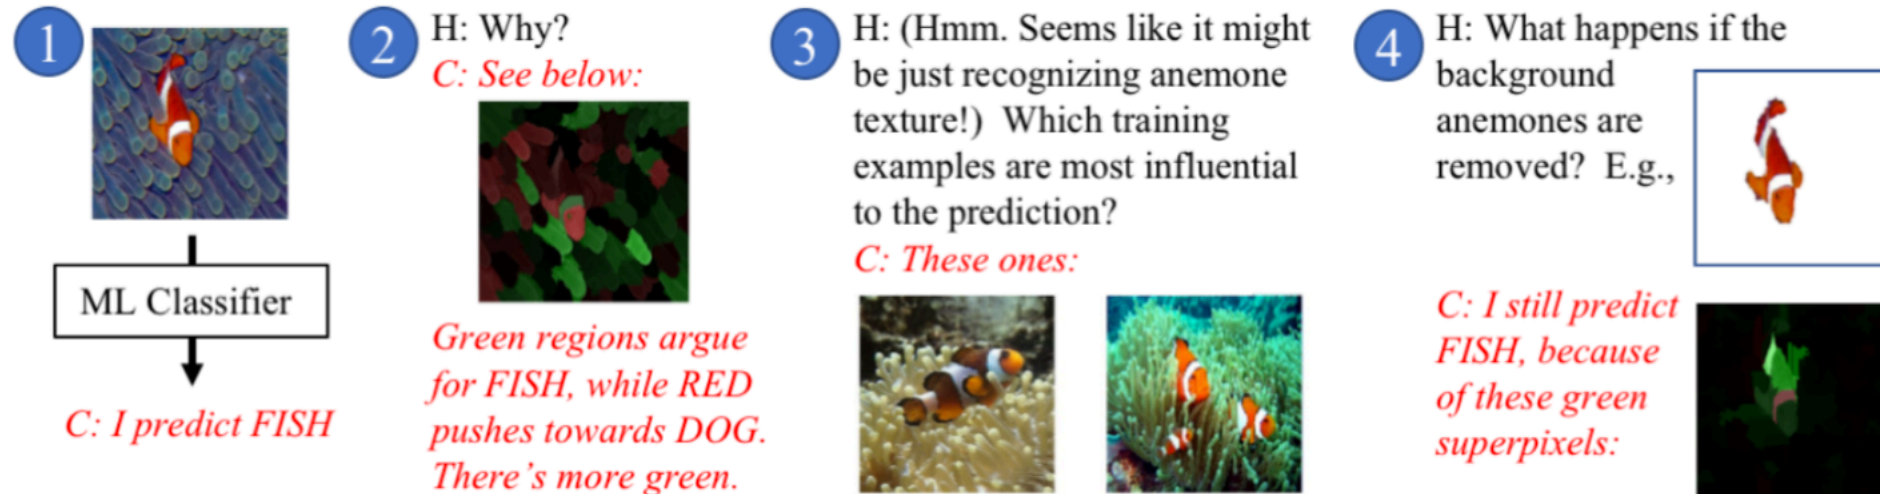 1
ML Classifier
C: I predict FISH
2
H: Why?
C: See below:
Green regions argue
for FISH, while RED
pushes towards DOG.
There's more green.
3
H: (Hmm. Seems like it might
be just recognizing anemone
texture!) Which training
examples are most influential
to the prediction?
C: These ones:
4
H: What happens if the
background
anemones are
removed? E.g.,
C: I still predict
FISH, because
of these green
superpixels: